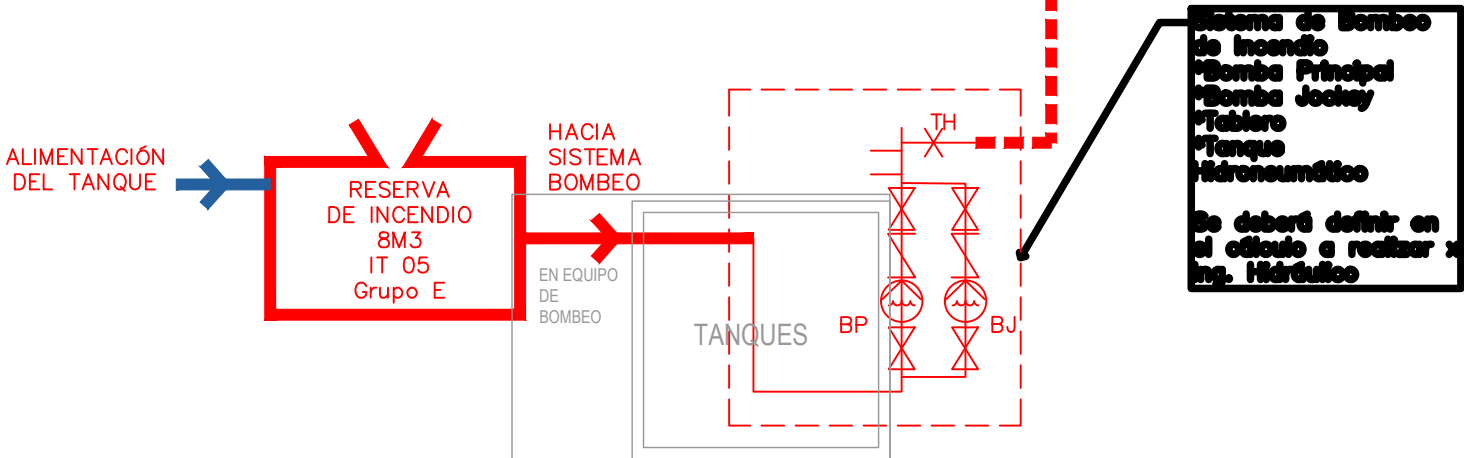 ALIMENTACIÓN
DEL TANQUE
RESERVA
DE INCENDIO
8M3
IT 05
Grupo E
HACIA
SISTEMA
BOMBEO
EN EQUIPO
DE
BOMBEO
TANQUES
TH
BP
BJ
Sistema de Bombeo
de Incendio
*Bomba Principal
*Bomba Jockey
*Tablero
*Tanque
Hidroneumático
Se deberá definir en
el cálculo a realizar x
Ing. Hidráulico